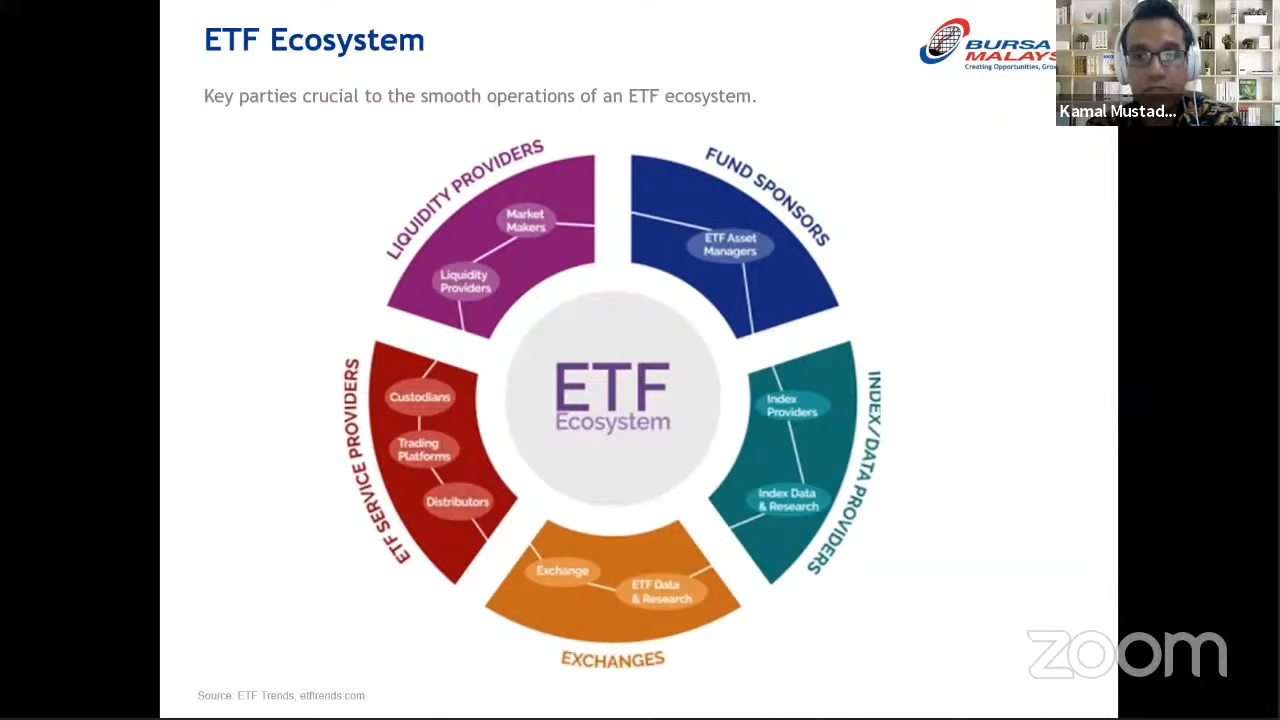 ETF Ecosystem
BURSA
MALAYS
Creating Opportunities, Grow
Kamal Mustad...
Key parties crucial to the smooth operations of an ETF ecosystem.
LIQUIDITY PROVIDERS
Market
Makers
Liquidity
Providers
FUND SPONSORS
ETF Asset
Managers
ETF SERVICE PROVIDERS
Custodians
Trading
Platforms
Distributors
ETF
Ecosystem
INDEX/DATA PROVIDERS
Index
Providers
Index Data
& Research
Exchange
ETF Data
& Research
EXCHANGES
zoom
Source: ETF Trends, etftrends.com